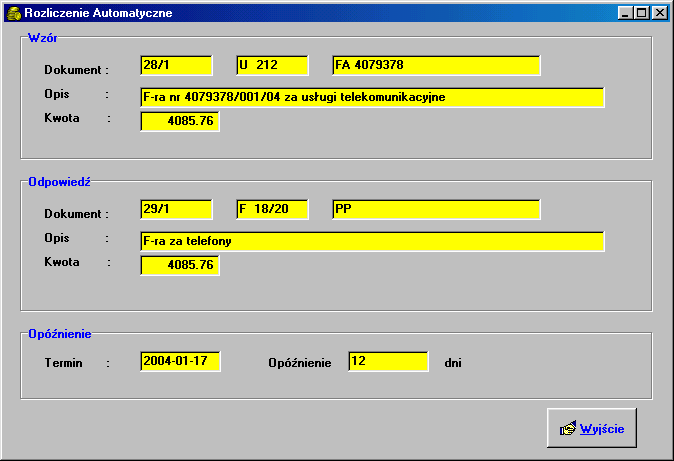 Rozliczenie Automatyczne
Wzór
Dokument : 28/1 U 212 FA 4079378
Opis : F-ra nr 4079378/001/04 za usługi telekomunikacyjne
Kwota : 4085.76
Odpowiedź
Dokument : 29/1 F 18/20 PP
Opis : F-ra za telefony
Kwota : 4085.76
Opóźnienie
Termin : 2004-01-17 Opóźnienie 12 dni
Wyjście